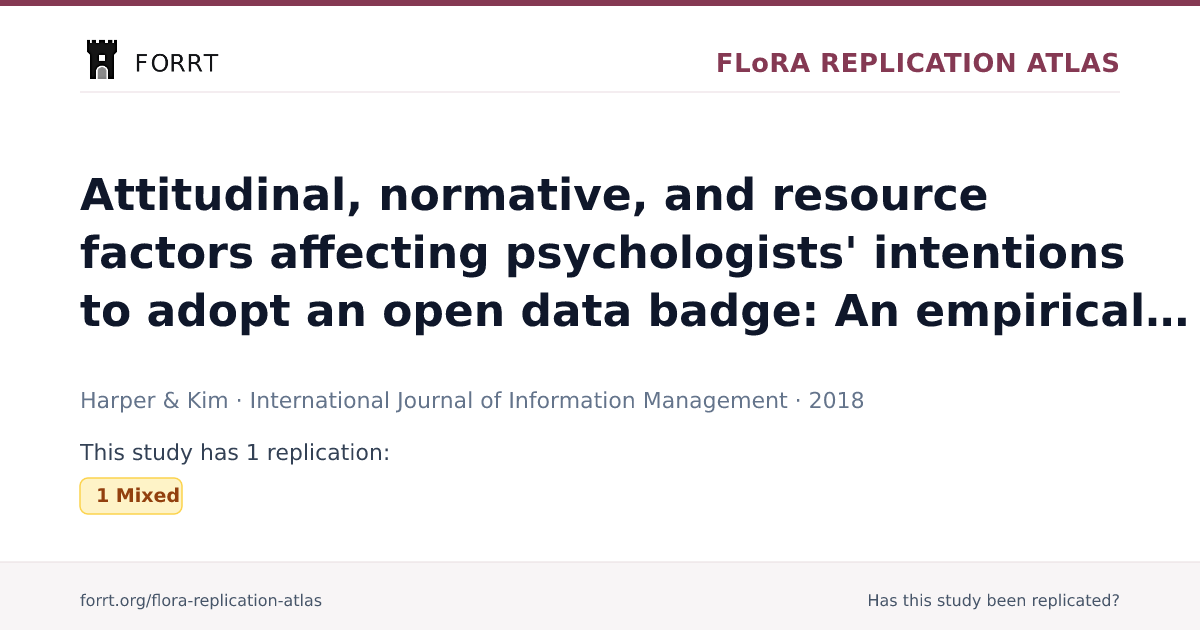 FORRT
FLoRA REPLICATION ATLAS
Attitudinal, normative, and resource
factors affecting psychologists' intentions
to adopt an open data badge: An empirical…
Harper & Kim · International Journal of Information Management · 2018
This study has 1 replication:
1 Mixed
forrt.org/flora-replication-atlas
Has this study been replicated?